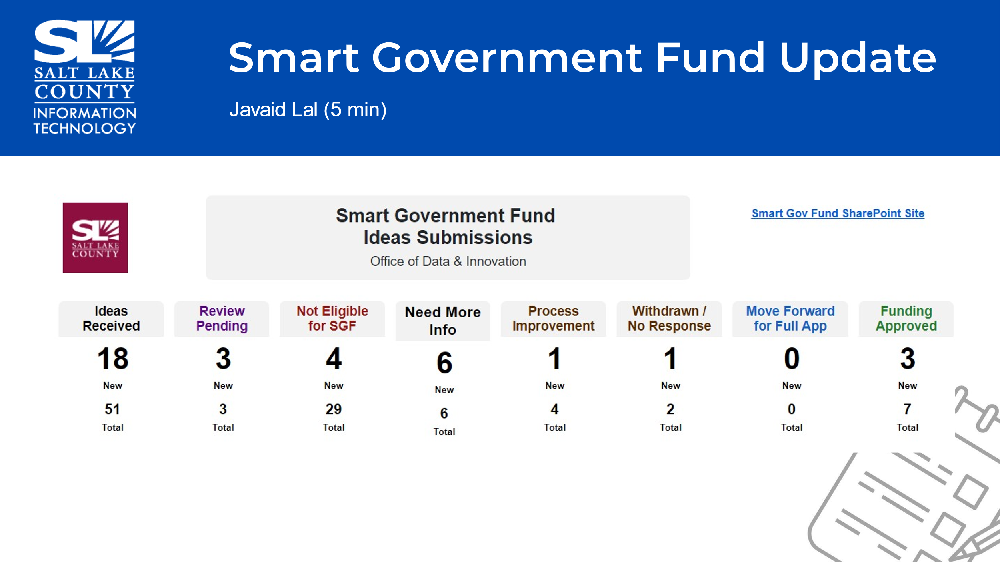 SL
SALT LAKE
COUNTY
INFORMATION
TECHNOLOGY
Smart Government Fund Update
Javaid Lal (5 min)
SL
SALT LAKE
COUNTY
Smart Government Fund
Ideas Submissions
Office of Data & Innovation
Smart Gov Fund SharePoint Site
Ideas
Received
18
New
51
Total
Review
Pending
3
New
3
Total
Not Eligible
for SGF
4
New
29
Total
Need More
Info
6
New
6
Total
Process
Improvement
1
New
4
Total
Withdrawn /
No Response
1
New
2
Total
Move Forward
for Full App
0
New
0
Total
Funding
Approved
3
New
7
Total